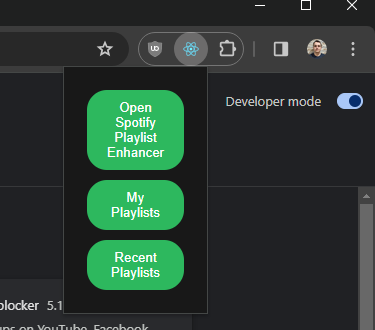 Developer mode
Open
Spotify
Playlist
Enhancer
My
Playlists
Recent
Playlists
blocker 5.1